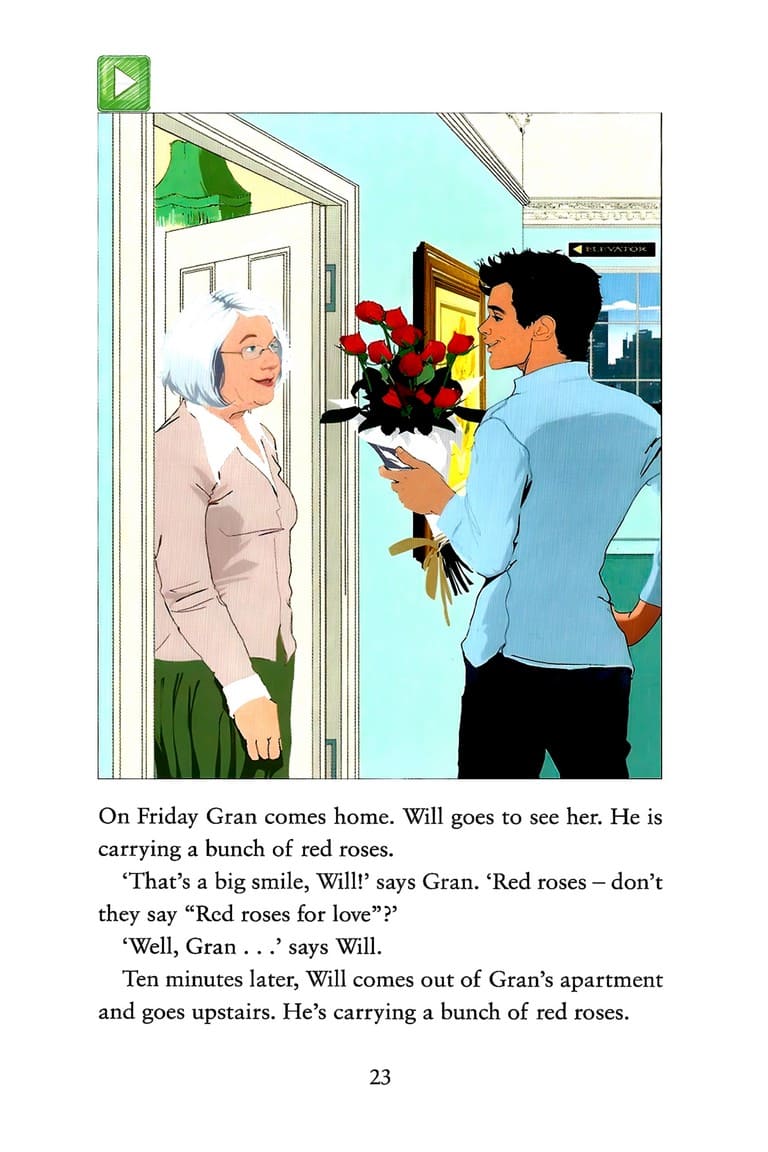 ELEVATOR
On Friday Gran comes home. Will goes to see her. He is
carrying a bunch of red roses.
‘That’s a big smile, Will!’ says Gran. ‘Red roses – don’t
they say “Red roses for love”?’
‘Well, Gran . . .’ says Will.
Ten minutes later, Will comes out of Gran’s apartment
and goes upstairs. He’s carrying a bunch of red roses.
23